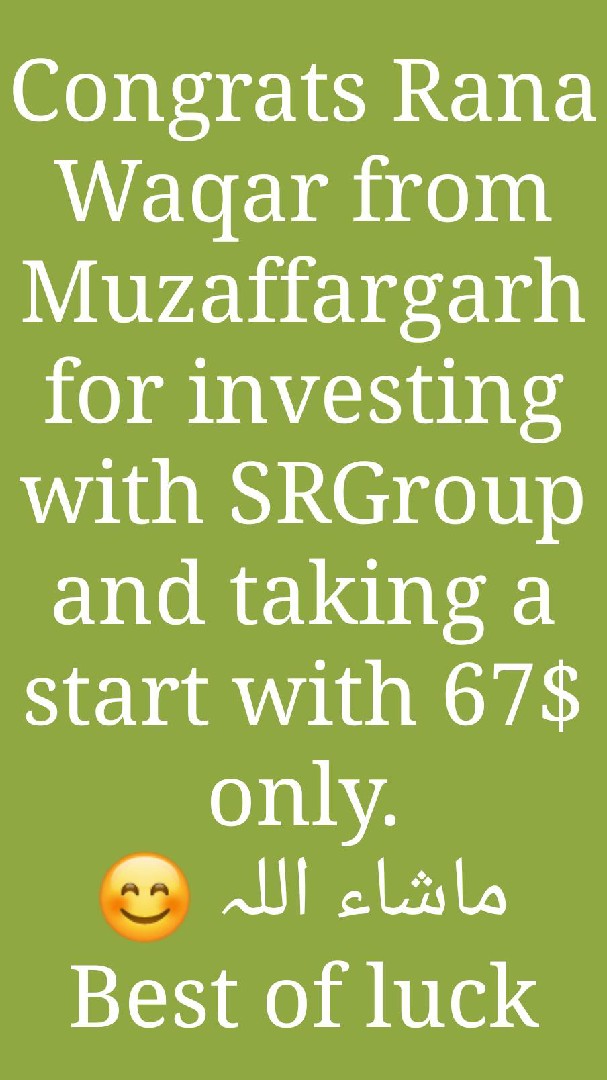 Congrats Rana
Waqar from
Muzaffargarh
for investing
with SRGroup
and taking a
start with 67$
only.
ماشاء اللہ 😊
Best of luck